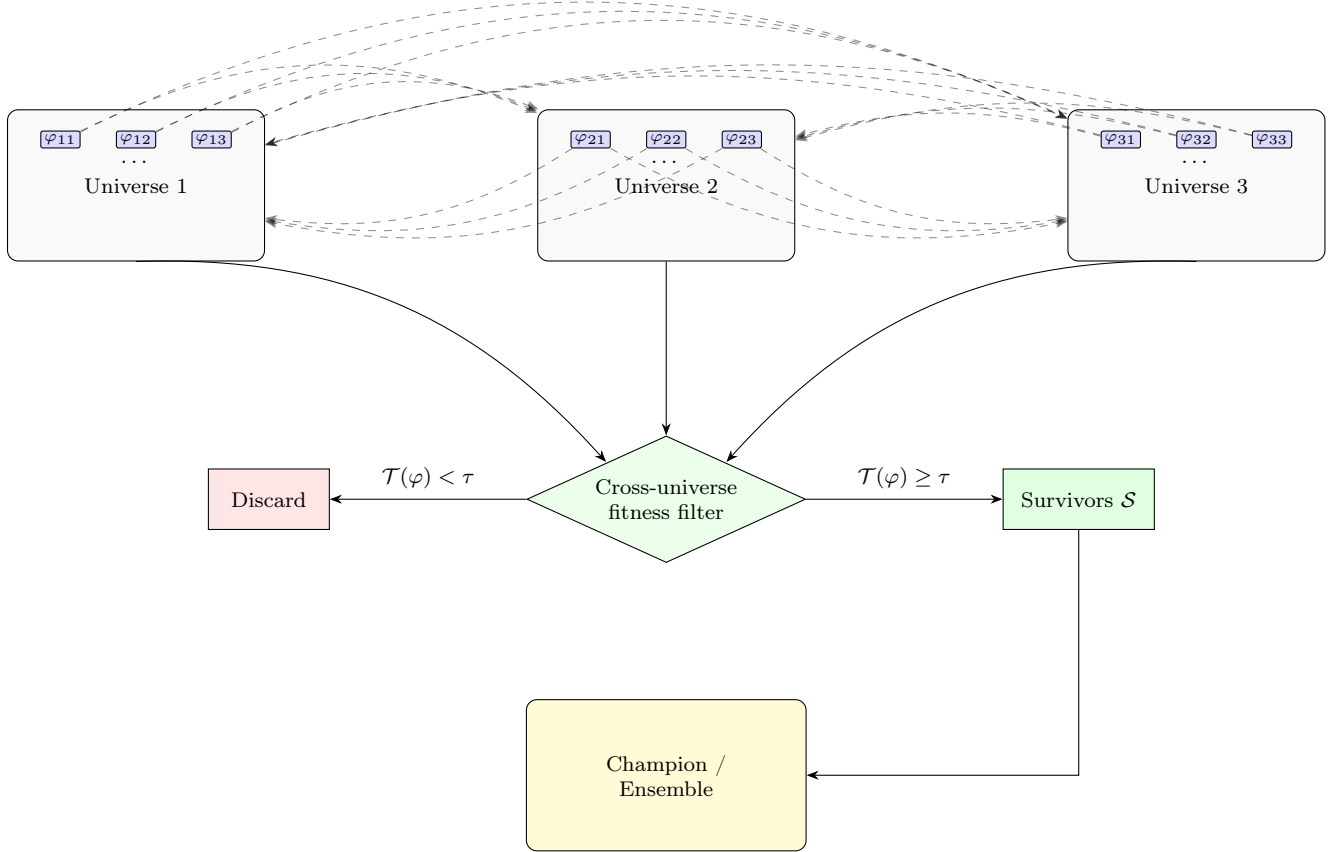 φ11 φ12 φ13
...
Universe 1
φ21 φ22 φ23
...
Universe 2
φ31 φ32 φ33
...
Universe 3
𝒯(φ) < τ
Discard
Cross-universe
fitness filter
𝒯(φ) ≥ τ
Survivors 𝒮
Champion /
Ensemble